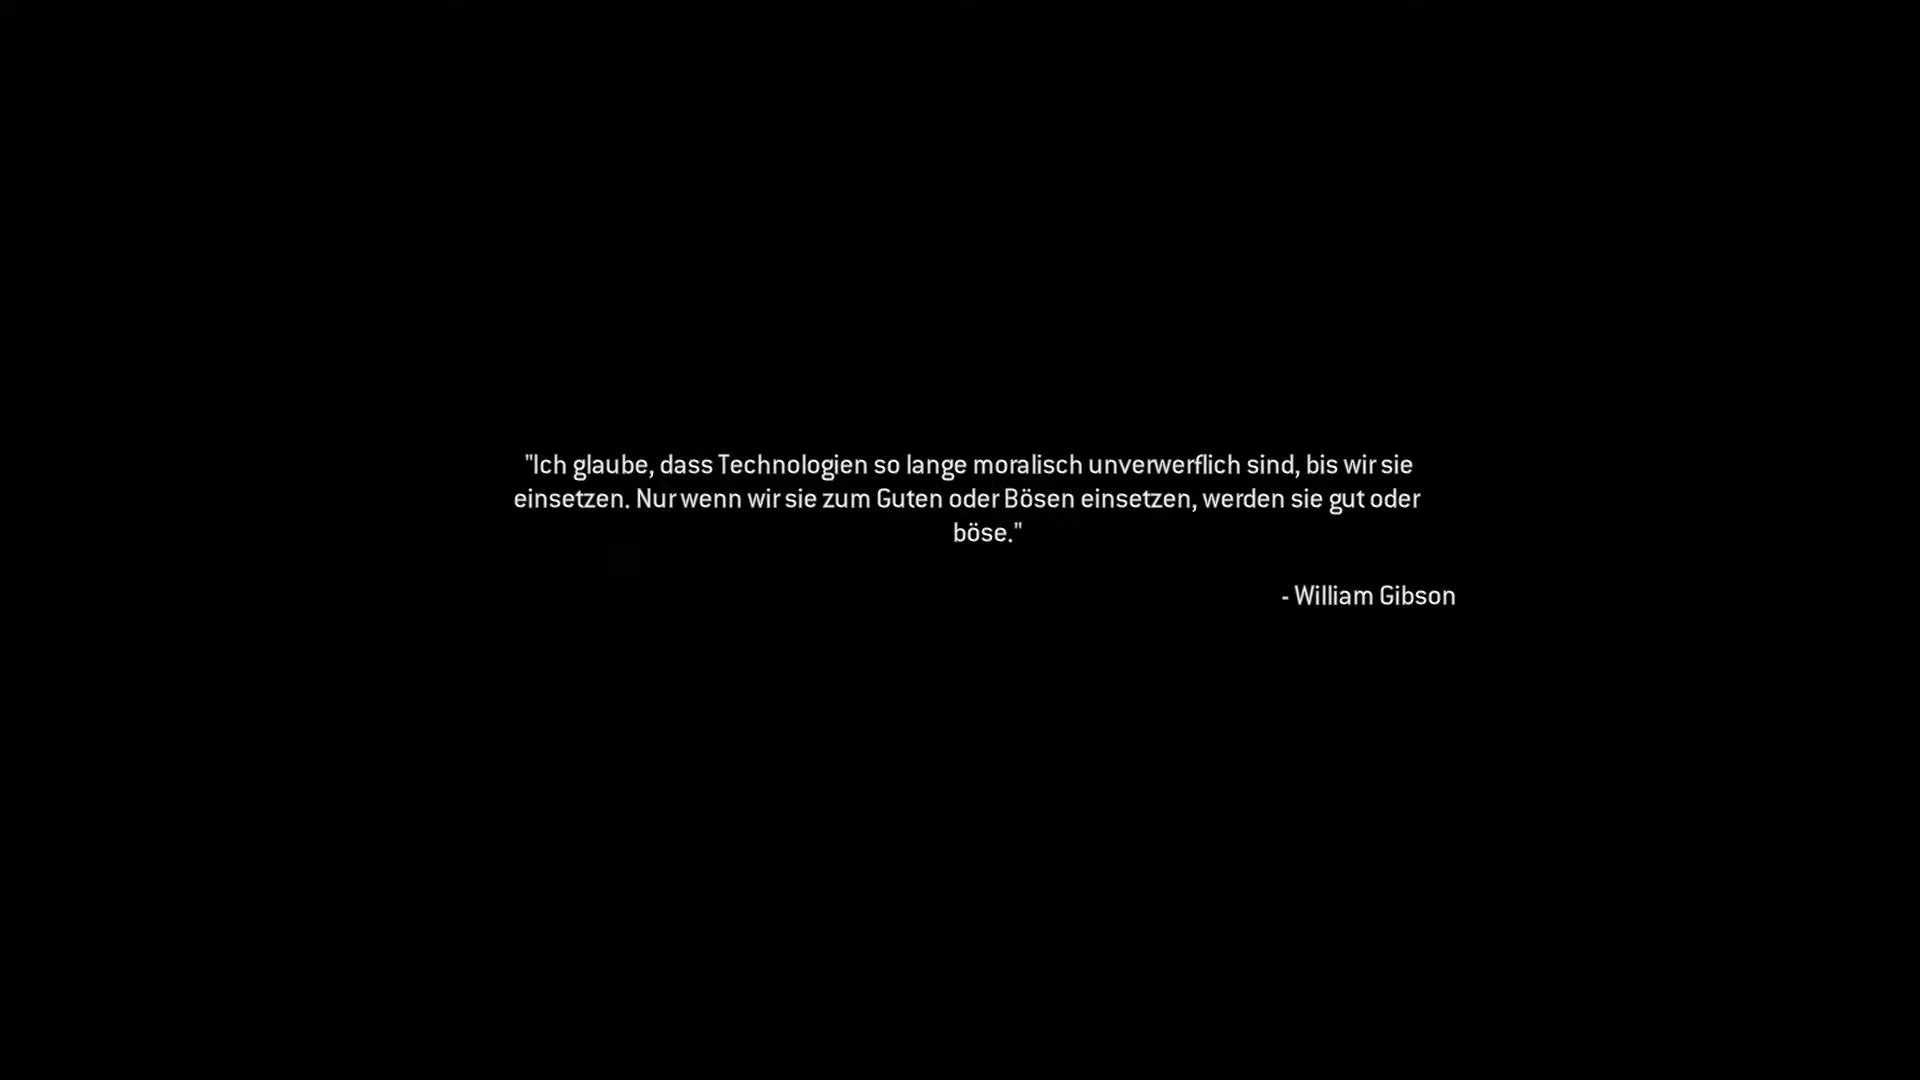 "Ich glaube, dass Technologien so lange moralisch unverwerflich sind, bis wir sie
einsetzen. Nur wenn wir sie zum Guten oder Bösen einsetzen, werden sie gut oder
böse."
- William Gibson